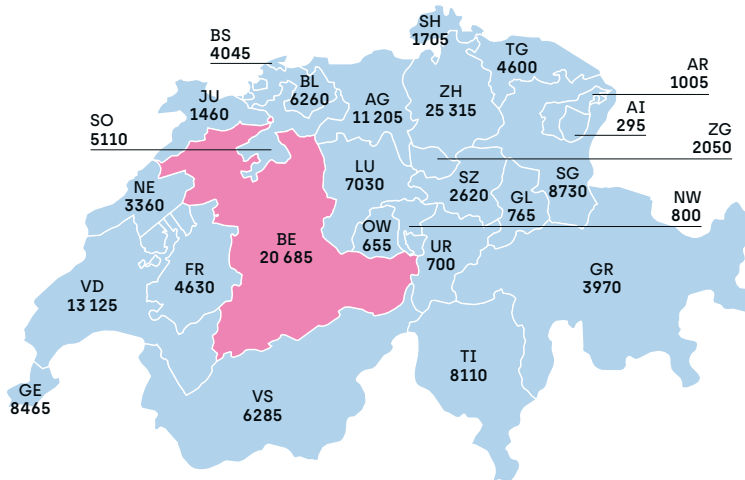 SH
1705
BS
4045
TG
4600
AR
1005
BL
6260
ZH
25 315
JU
1460
AG
11 205
AI
295
SO
5110
ZG
2050
LU
7030
SZ
2620
SG
8730
NE
3360
GL
765
NW
800
OW
655
BE
20 685
UR
700
FR
4630
GR
3970
VD
13 125
TI
8110
GE
8465
VS
6285